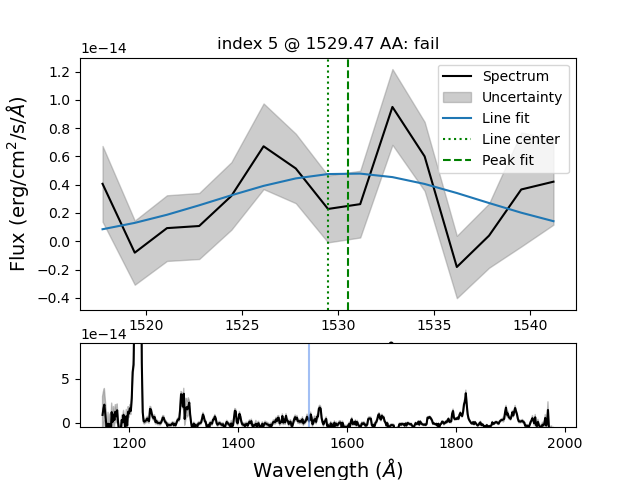 index 5 @ 1529.47 AA: fail
1e−14
Flux (erg/cm²/s/Å)
1.2
1.0
0.8
0.6
0.4
0.2
0.0
−0.2
−0.4
Spectrum
Uncertainty
Line fit
Line center
Peak fit
1520
1525
1530
1535
1540
1e−14
5
0
1200
1400
1600
1800
2000
Wavelength (Å)